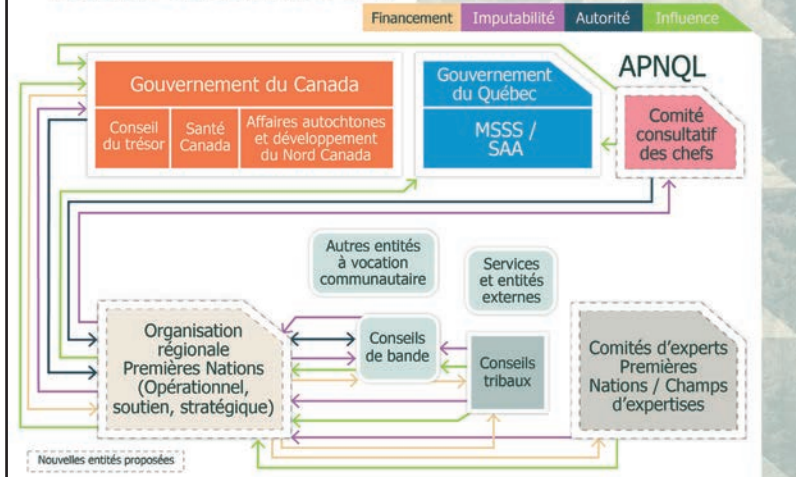 Financement Imputabilité Autorité Influence
Gouvernement du Canada
Conseil
du trésor
Santé
Canada
Affaires autochtones
et développement
du Nord Canada
Gouvernement
du Québec
MSSS /
SAA
APNQL
Comité
consultatif
des chefs
Autres entités
à vocation
communautaire
Services
et entités
externes
Organisation
régionale
Premières Nations
(Opérationnel,
soutien, stratégique)
Conseils
de bande
Conseils
tribaux
Comités d'experts
Premières
Nations / Champs
d'expertises
Nouvelles entités proposées